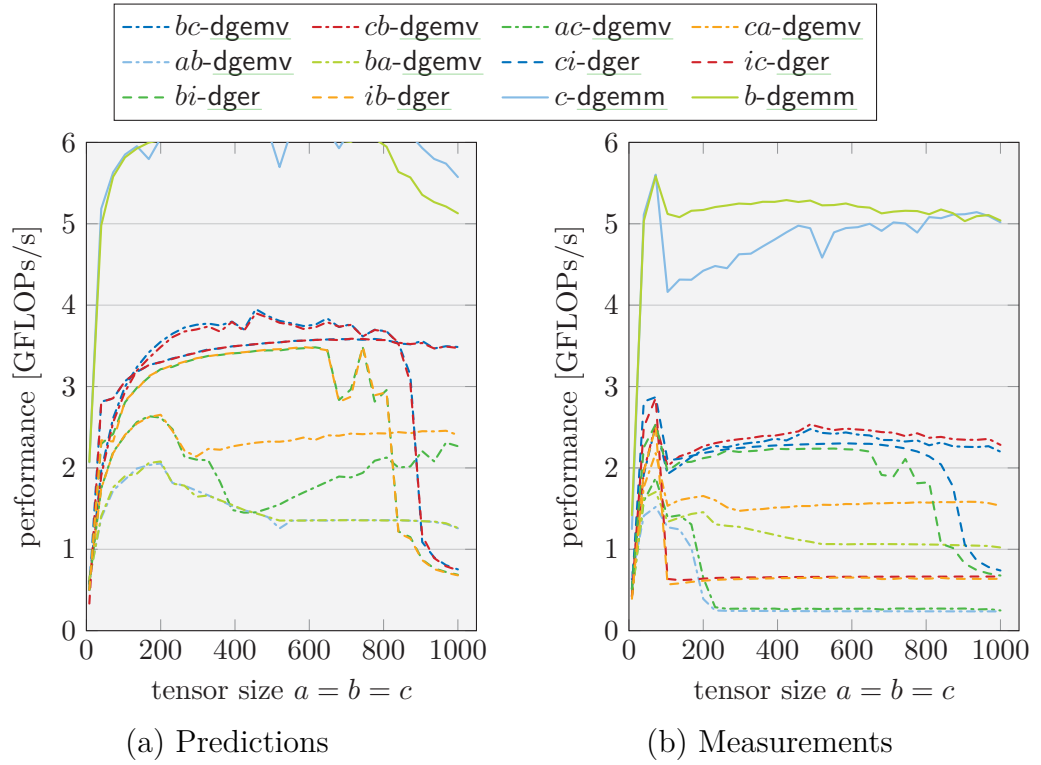 bc-dgemv cb-dgemv ac-dgemv ca-dgemv
ab-dgemv ba-dgemv ci-dger ic-dger
bi-dger ib-dger c-dgemm b-dgemm
performance [GFLOPs/s]
6
5
4
3
2
1
0
0 200 400 600 800 1000
tensor size a = b = c
(a) Predictions
performance [GFLOPs/s]
6
5
4
3
2
1
0
0 200 400 600 800 1000
tensor size a = b = c
(b) Measurements